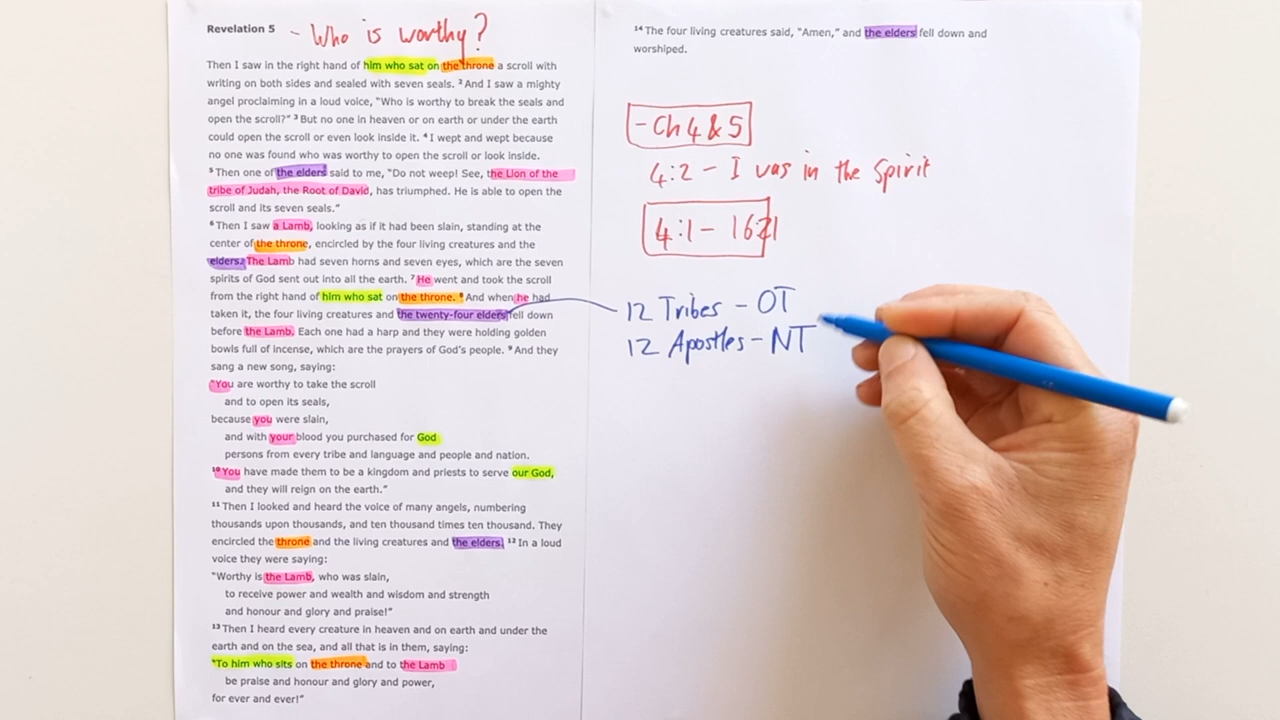 Revelation 5 - Who is worthy?
Then I saw in the right hand of him who sat on the throne a scroll with
writing on both sides and sealed with seven seals. ² And I saw a mighty
angel proclaiming in a loud voice, "Who is worthy to break the seals and
open the scroll?" ³ But no one in heaven or on earth or under the earth
could open the scroll or even look inside it. ⁴ I wept and wept because
no one was found who was worthy to open the scroll or look inside.
⁵ Then one of the elders said to me, "Do not weep! See, the Lion of the
tribe of Judah, the Root of David, has triumphed. He is able to open the
scroll and its seven seals."
⁶ Then I saw a Lamb, looking as if it had been slain, standing at the
center of the throne, encircled by the four living creatures and the
elders. The Lamb had seven horns and seven eyes, which are the seven
spirits of God sent out into all the earth. ⁷ He went and took the scroll
from the right hand of him who sat on the throne. ⁸ And when he had
taken it, the four living creatures and the twenty-four elders fell down
before the Lamb. Each one had a harp and they were holding golden
bowls full of incense, which are the prayers of God's people. ⁹ And they
sang a new song, saying:
"You are worthy to take the scroll
and to open its seals,
because you were slain,
and with your blood you purchased for God
persons from every tribe and language and people and nation.
¹⁰ You have made them to be a kingdom and priests to serve our God,
and they will reign on the earth."
¹¹ Then I looked and heard the voice of many angels, numbering
thousands upon thousands, and ten thousand times ten thousand. They
encircled the throne and the living creatures and the elders. ¹² In a loud
voice they were saying:
"Worthy is the Lamb, who was slain,
to receive power and wealth and wisdom and strength
and honour and glory and praise!"
¹³ Then I heard every creature in heaven and on earth and under the
earth and on the sea, and all that is in them, saying:
"To him who sits on the throne and to the Lamb
be praise and honour and glory and power,
for ever and ever!"
¹⁴ The four living creatures said, "Amen," and the elders fell down and
worshiped.
- Ch 4 & 5
4:2 - I was in the Spirit
4:1 - 16:21
12 Tribes - OT
12 Apostles - NT